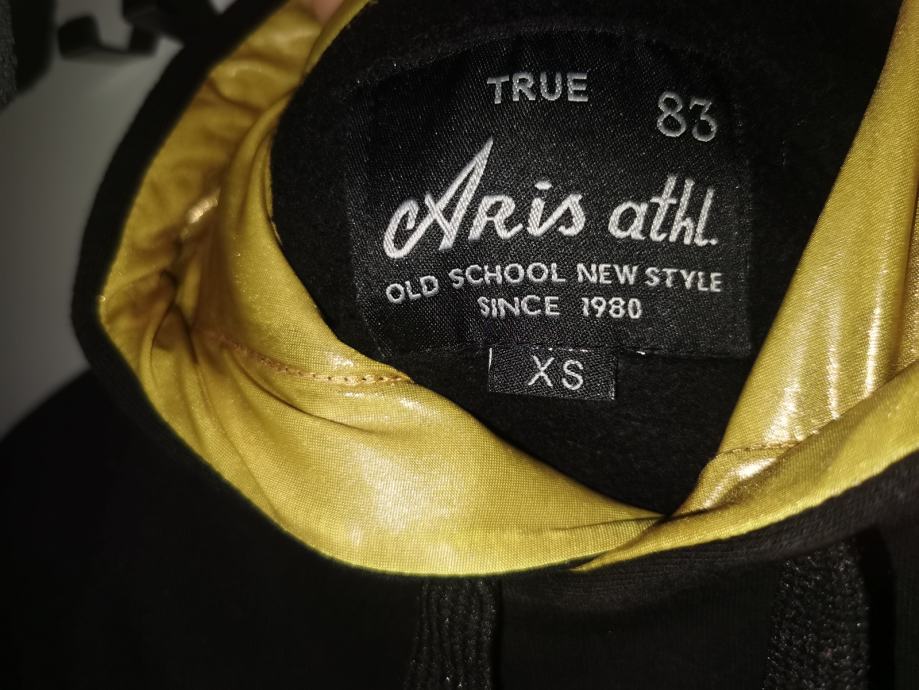 TRUE
83
Aris athl.
OLD SCHOOL NEW STYLE
SINCE 1980
XS